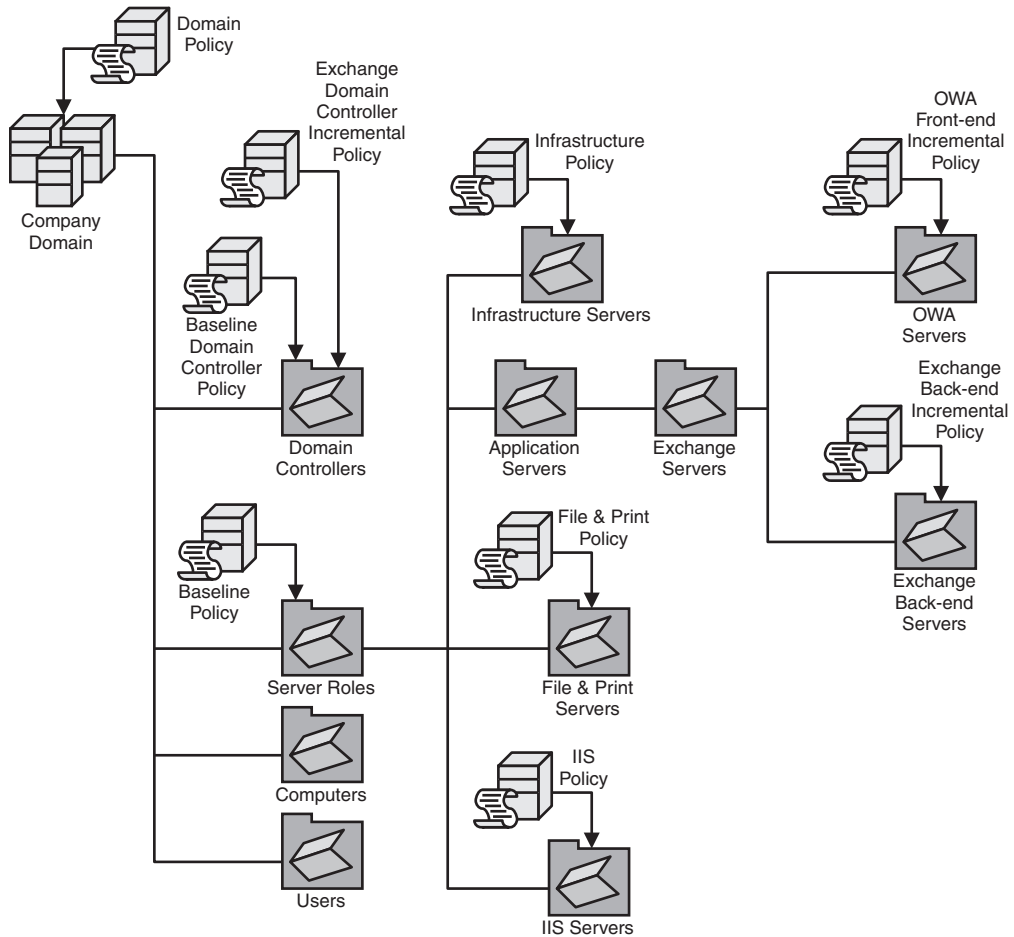 Domain
Policy
Company
Domain
Exchange
Domain
Controller
Incremental Policy
Baseline
Domain
Controller
Policy
Domain
Controllers
Baseline
Policy
Server Roles
Computers
Users
Infrastructure
Policy
Infrastructure Servers
Application
Servers
Exchange
Servers
File & Print
Policy
File & Print
Servers
IIS
Policy
IIS Servers
OWA
Front-end
Incremental
Policy
OWA
Servers
Exchange
Back-end
Incremental
Policy
Exchange
Back-end
Servers